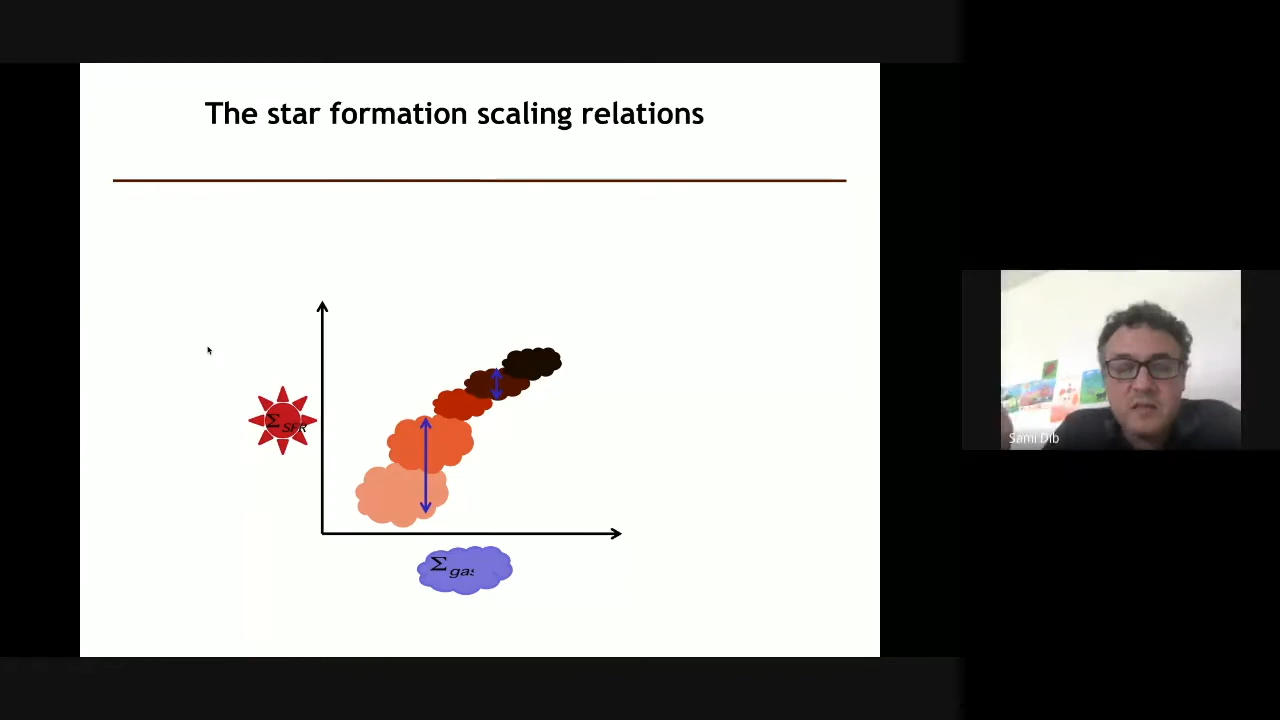 The star formation scaling relations
Σ SFR
Σ gas
Sami Dib